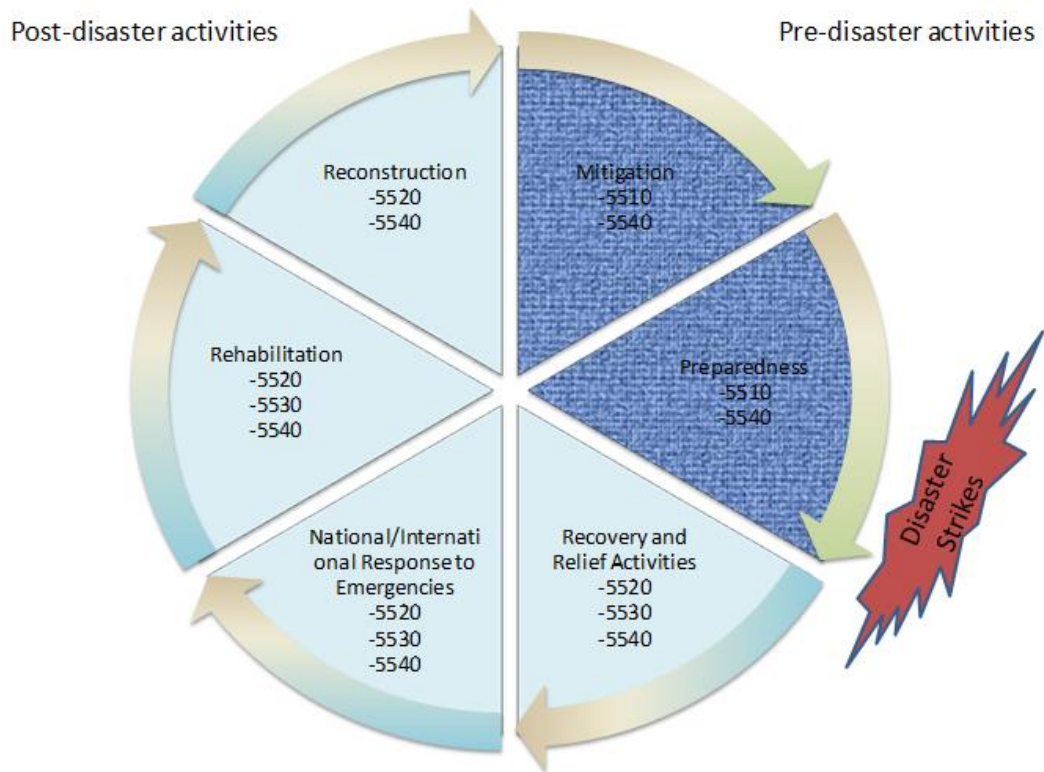 Post-disaster activities
Pre-disaster activities
Reconstruction
-5520
-5540
Mitigation
-5510
-5540
Rehabilitation
-5520
-5530
-5540
Preparedness
-5510
-5540
National/Internati
onal Response to
Emergencies
-5520
-5530
-5540
Recovery and
Relief Activities
-5520
-5530
-5540
Disaster
Strikes